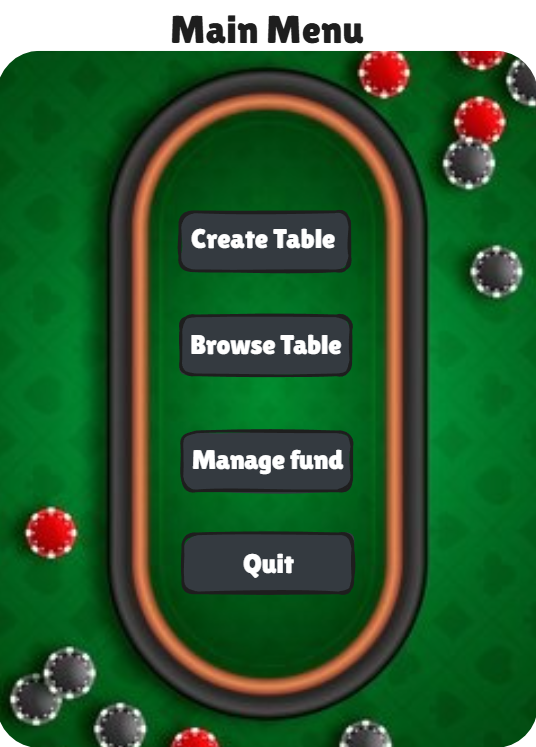 Main Menu
Create Table
Browse Table
Manage fund
Quit